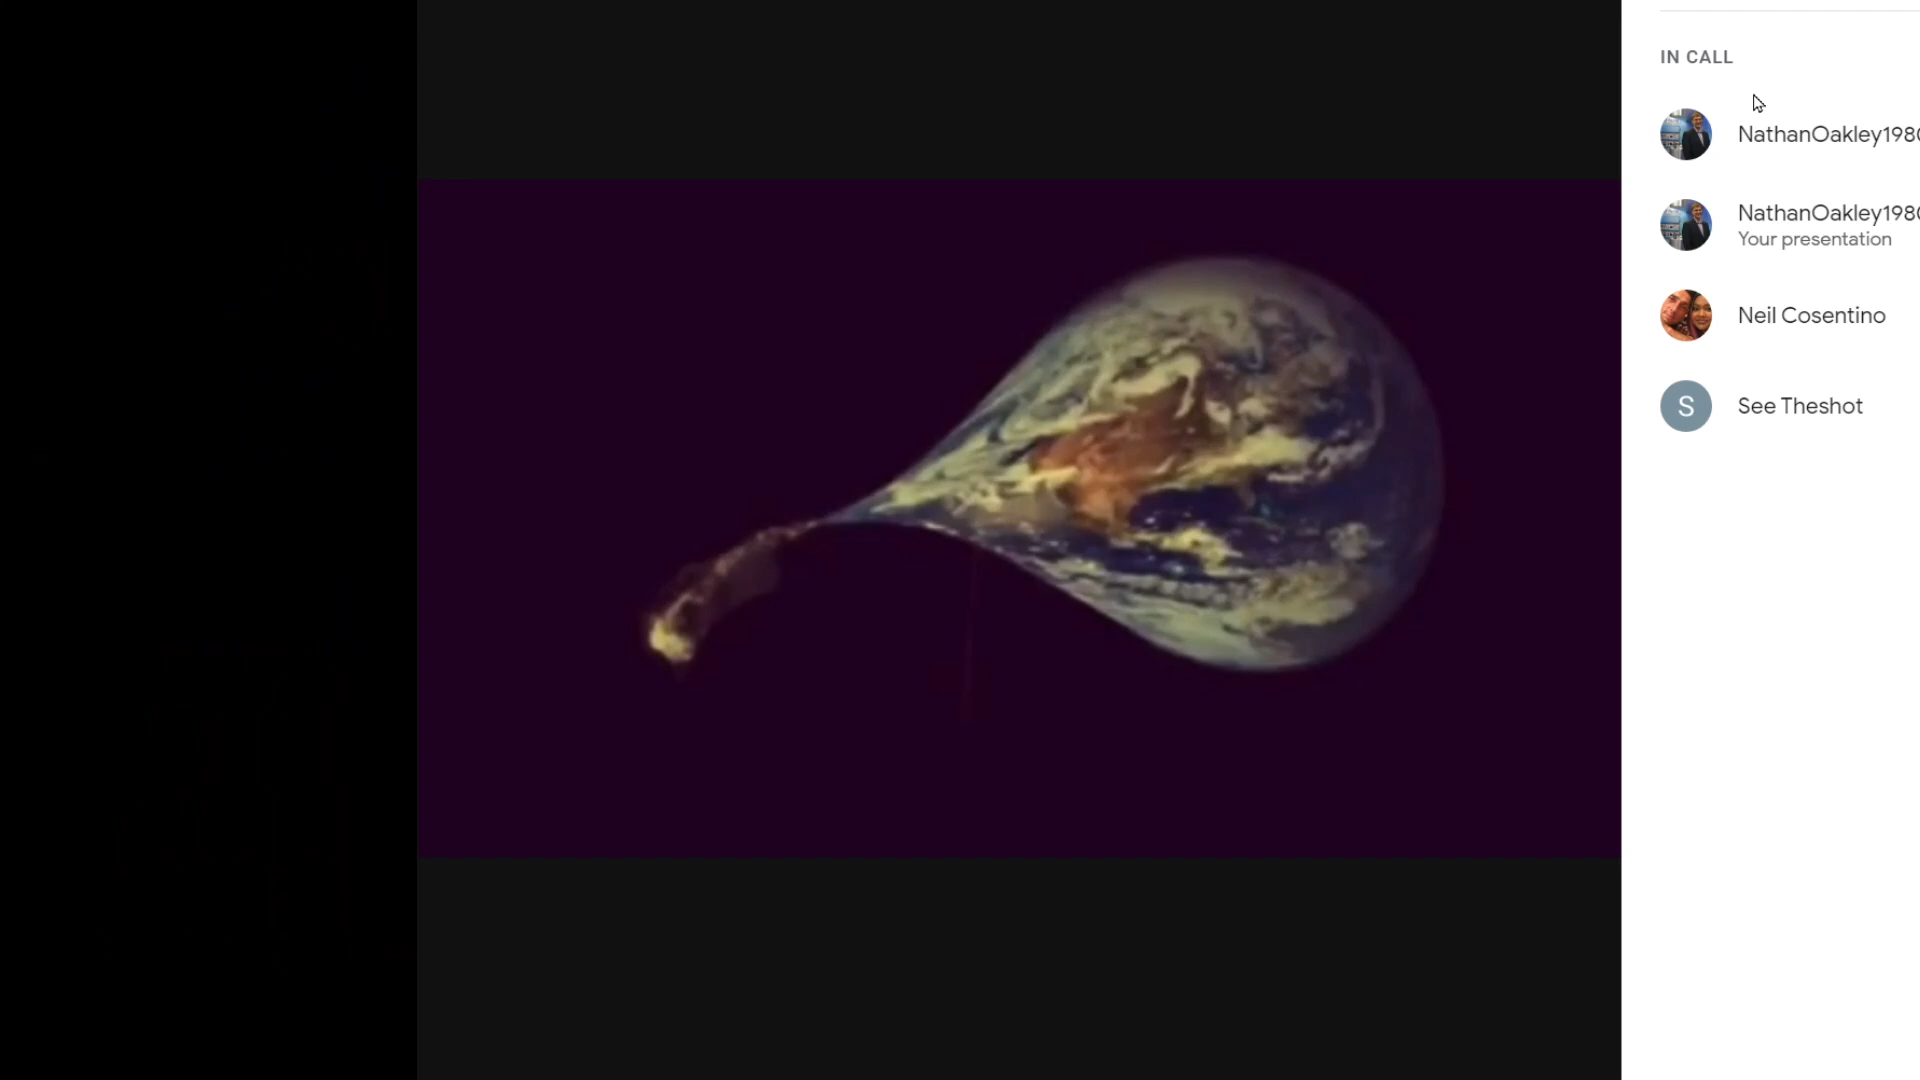 IN CALL
NathanOakley198
NathanOakley198
Your presentation
Neil Cosentino
S
See Theshot